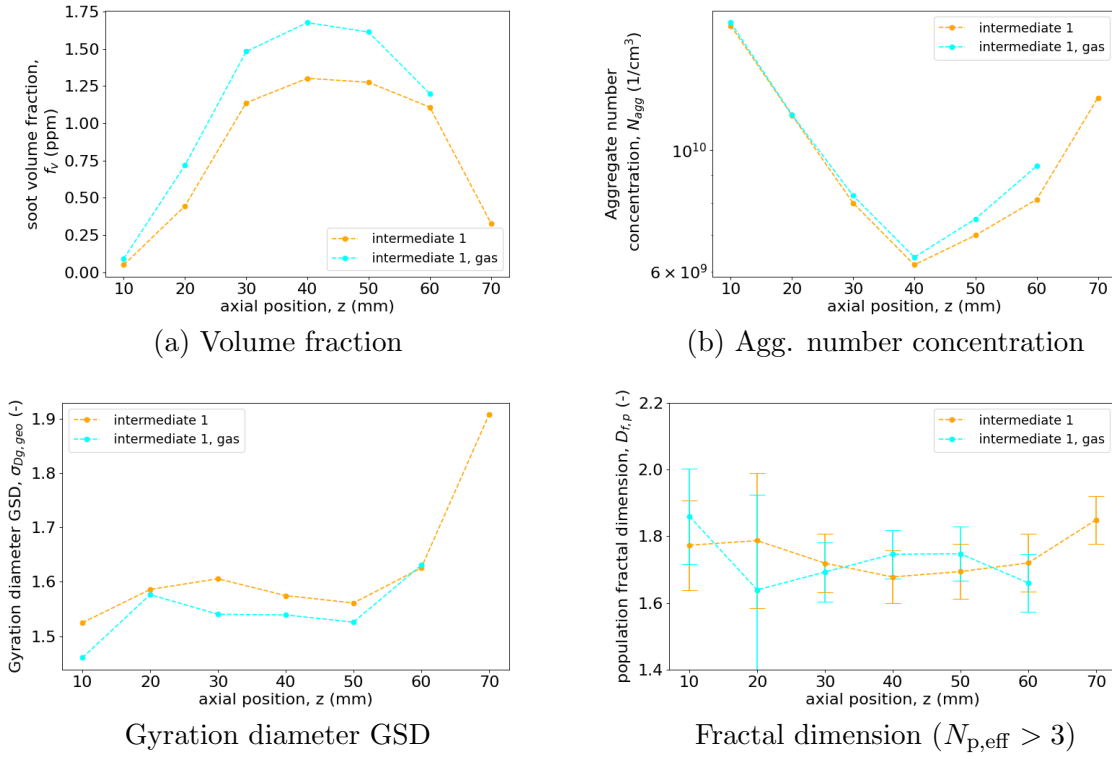 soot volume fraction,
f_v (ppm)
1.75
1.50
1.25
1.00
0.75
0.50
0.25
0.00
intermediate 1
intermediate 1, gas
10 20 30 40 50 60 70
axial position, z (mm)
(a) Volume fraction
Aggregate number
concentration, N_agg (1/cm³)
10¹⁰
6 × 10⁹
intermediate 1
intermediate 1, gas
10 20 30 40 50 60 70
axial position, z (mm)
(b) Agg. number concentration
Gyration diameter GSD, σ_Dg,geo (-)
1.9
1.8
1.7
1.6
1.5
intermediate 1
intermediate 1, gas
10 20 30 40 50 60 70
axial position, z (mm)
Gyration diameter GSD
population fractal dimension, D_f,p (-)
2.2
2.0
1.8
1.6
1.4
intermediate 1
intermediate 1, gas
10 20 30 40 50 60 70
axial position, z (mm)
Fractal dimension (N_p,eff > 3)